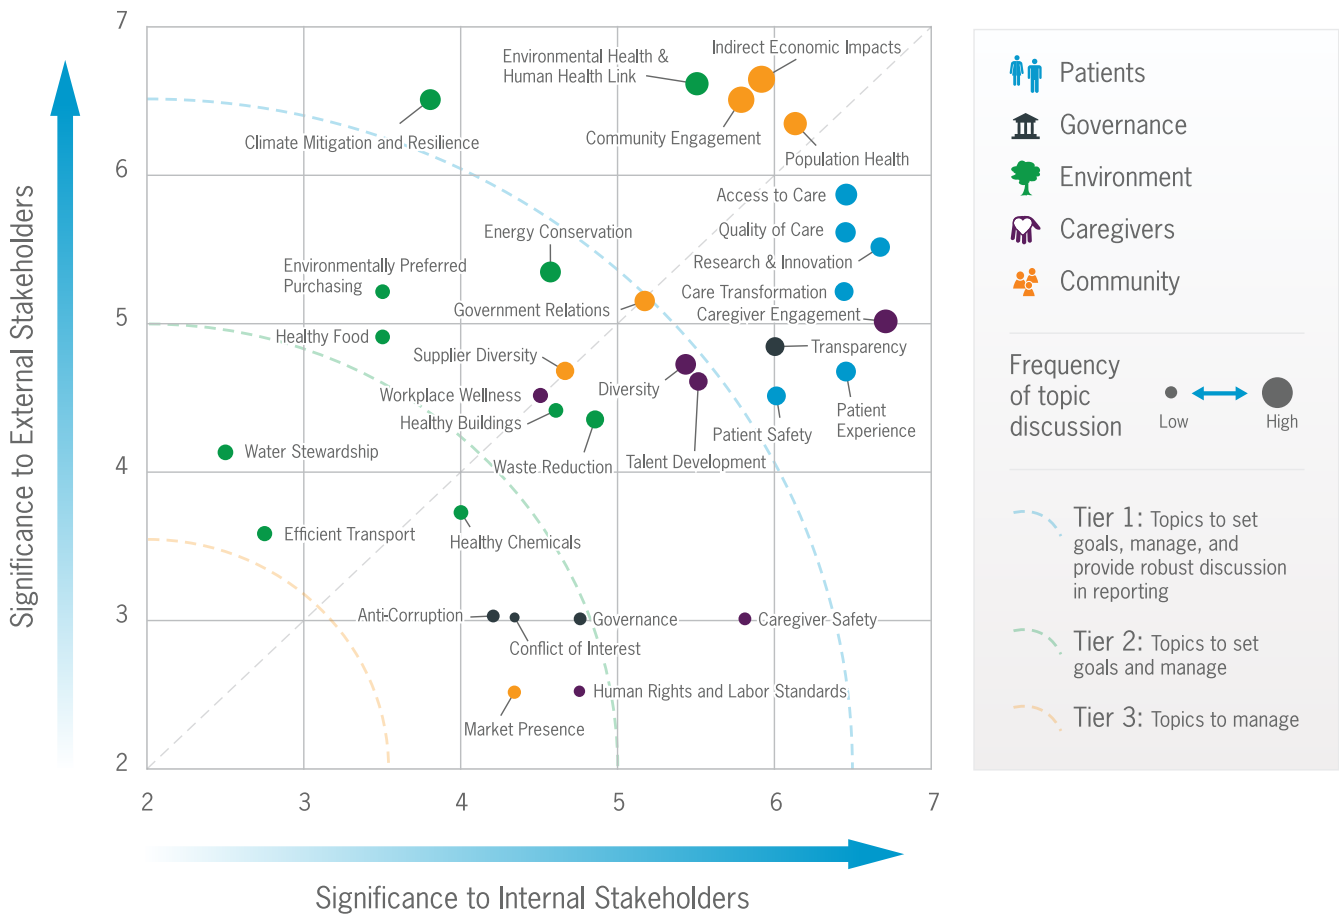 7
6
5
4
3
2
2
3
4
5
6
7
Significance to External Stakeholders
Significance to Internal Stakeholders
Indirect Economic Impacts
Environmental Health &
Human Health Link
Community Engagement
Climate Mitigation and Resilience
Population Health
Access to Care
Quality of Care
Energy Conservation
Research & Innovation
Environmentally Preferred
Purchasing
Care Transformation
Government Relations
Caregiver Engagement
Healthy Food
Transparency
Supplier Diversity
Diversity
Workplace Wellness
Healthy Buildings
Patient
Experience
Patient Safety
Water Stewardship
Waste Reduction
Talent Development
Efficient Transport
Healthy Chemicals
Anti-Corruption
Governance
Caregiver Safety
Conflict of Interest
Human Rights and Labor Standards
Market Presence
Patients
Governance
Environment
Caregivers
Community
Frequency
of topic
discussion
Low
High
Tier 1: Topics to set
goals, manage, and
provide robust discussion
in reporting
Tier 2: Topics to set
goals and manage
Tier 3: Topics to manage